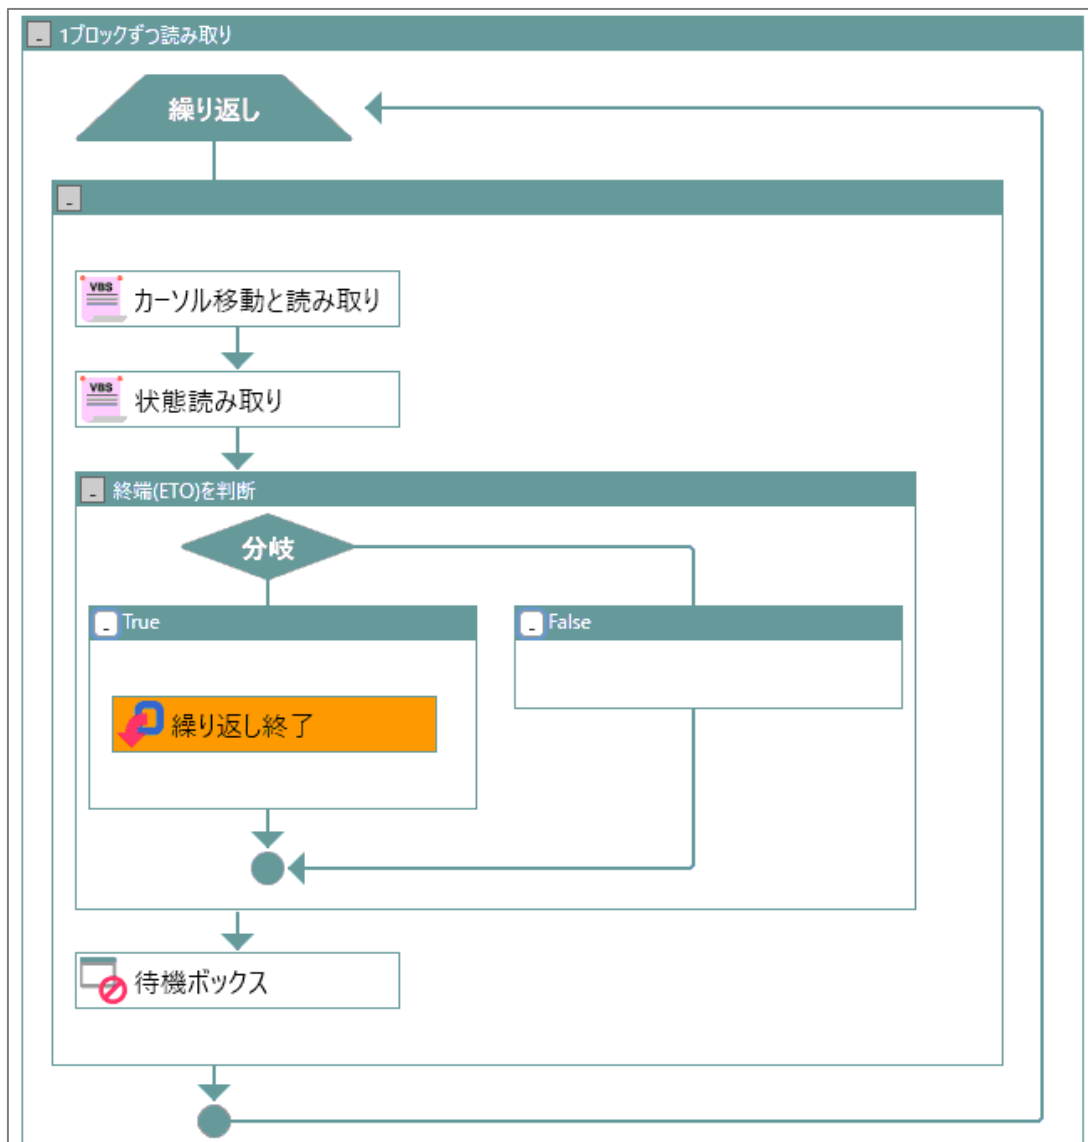 1ブロックずつ読み取り
繰り返し
VBS カーソル移動と読み取り
VBS 状態読み取り
終端(ETO)を判断
分岐
True
False
繰り返し終了
待機ボックス